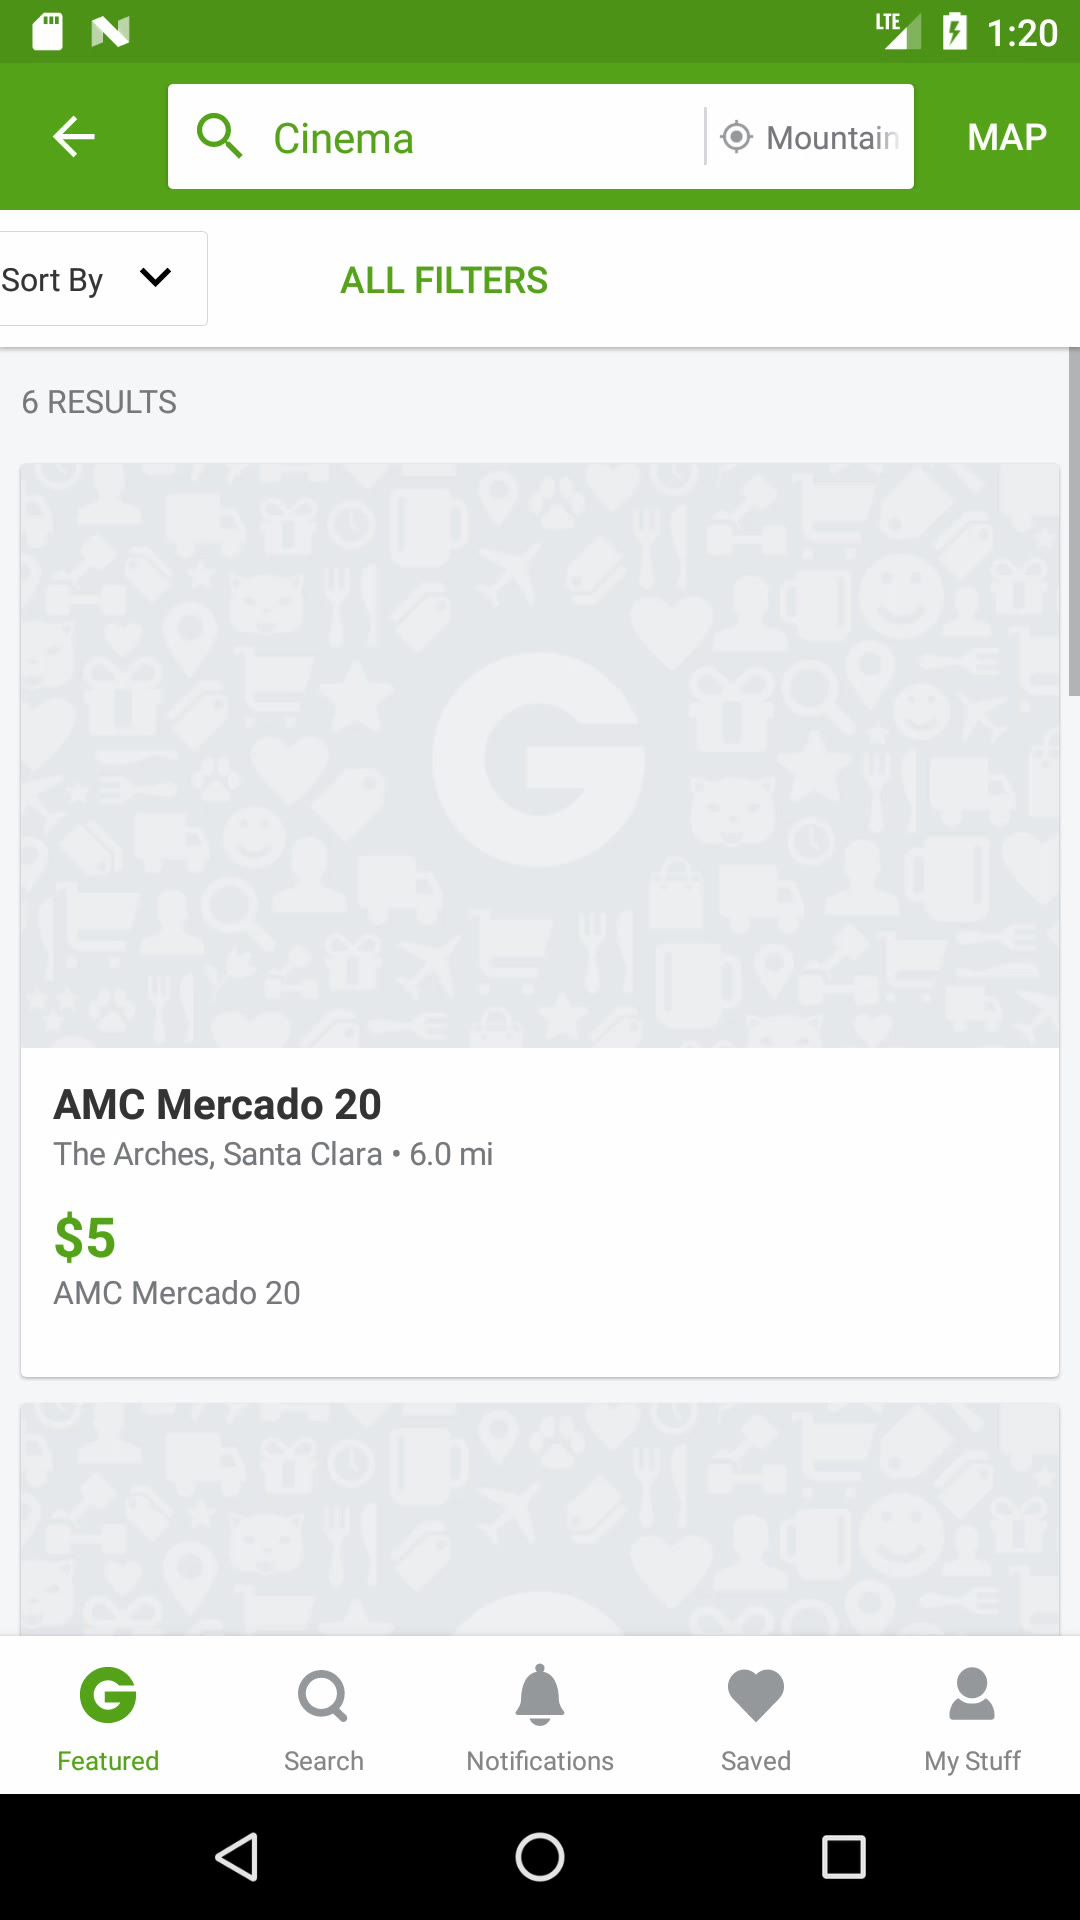 LTE 1:20
Cinema Mountain MAP
Sort By ALL FILTERS
6 RESULTS
AMC Mercado 20
The Arches, Santa Clara • 6.0 mi
$5
AMC Mercado 20
Featured Search Notifications Saved My Stuff